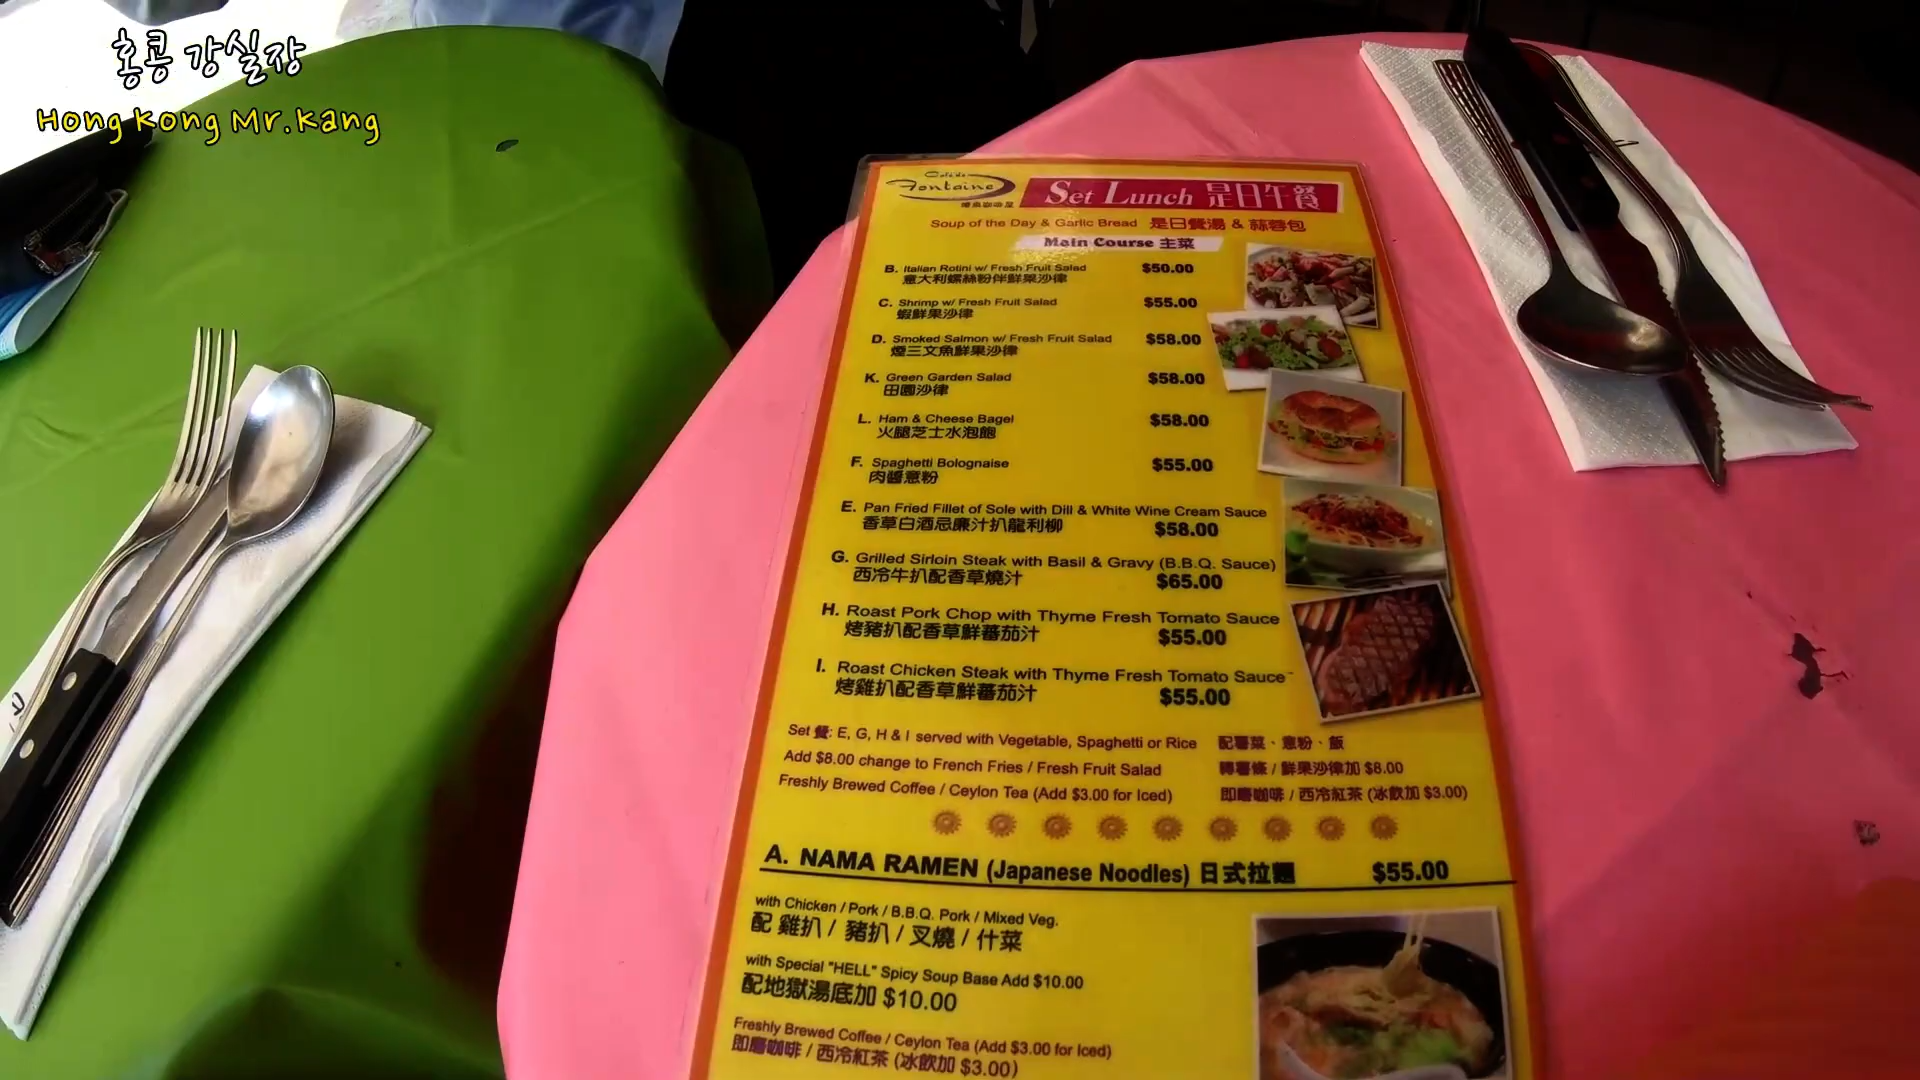 홍콩 강실장
Hong Kong Mr.Kang
Café de
Fontaine
Set Lunch 是日午餐
Soup of the Day & Garlic Bread 是日餐湯 & 蒜蓉包
Main Course 主菜
B. Italian Rotini w/ Fresh Fruit Salad $50.00
意大利螺絲粉伴鮮果沙律
C. Shrimp w/ Fresh Fruit Salad $55.00
蝦鮮果沙律
D. Smoked Salmon w/ Fresh Fruit Salad $58.00
煙三文魚鮮果沙律
K. Green Garden Salad $58.00
田園沙律
L. Ham & Cheese Bagel $58.00
火腿芝士水泡飽
F. Spaghetti Bolognaise $55.00
肉醬意粉
E. Pan Fried Fillet of Sole with Dill & White Wine Cream Sauce
香草白酒忌廉汁扒龍利柳 $58.00
G. Grilled Sirloin Steak with Basil & Gravy (B.B.Q. Sauce)
西冷牛扒配香草燒汁 $65.00
H. Roast Pork Chop with Thyme Fresh Tomato Sauce
烤豬扒配香草鮮蕃茄汁 $55.00
I. Roast Chicken Steak with Thyme Fresh Tomato Sauce
烤雞扒配香草鮮蕃茄汁 $55.00
Set 餐: E, G, H & I served with Vegetable, Spaghetti or Rice 配薯菜、意粉、飯
Add $8.00 change to French Fries / Fresh Fruit Salad 轉薯條 / 鮮果沙律加 $8.00
Freshly Brewed Coffee / Ceylon Tea (Add $3.00 for Iced) 即磨咖啡 / 西冷紅茶 (冰飲加 $3.00)
A. NAMA RAMEN (Japanese Noodles) 日式拉麵 $55.00
with Chicken / Pork / B.B.Q. Pork / Mixed Veg.
配 雞扒 / 豬扒 / 叉燒 / 什菜
with Special "HELL" Spicy Soup Base Add $10.00
配地獄湯底加 $10.00
Freshly Brewed Coffee / Ceylon Tea (Add $3.00 for Iced)
即磨咖啡 / 西冷紅茶 (冰飲加 $3.00)